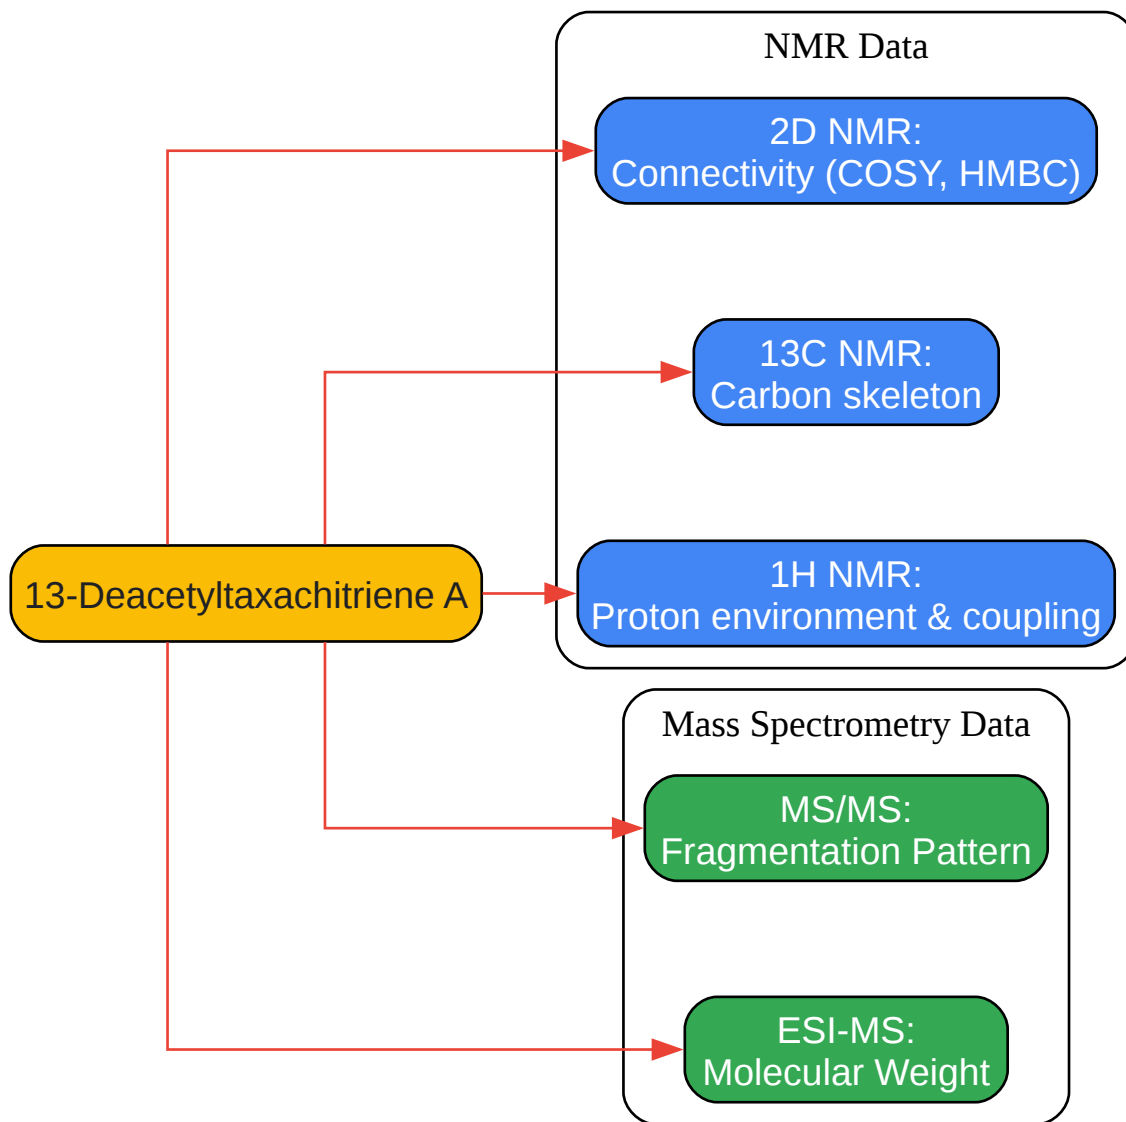 NMR Data
2D NMR:
Connectivity (COSY, HMBC)
13C NMR:
Carbon skeleton
13-Deacetyltaxachitriene A
1H NMR:
Proton environment & coupling
Mass Spectrometry Data
MS/MS:
Fragmentation Pattern
ESI-MS:
Molecular Weight